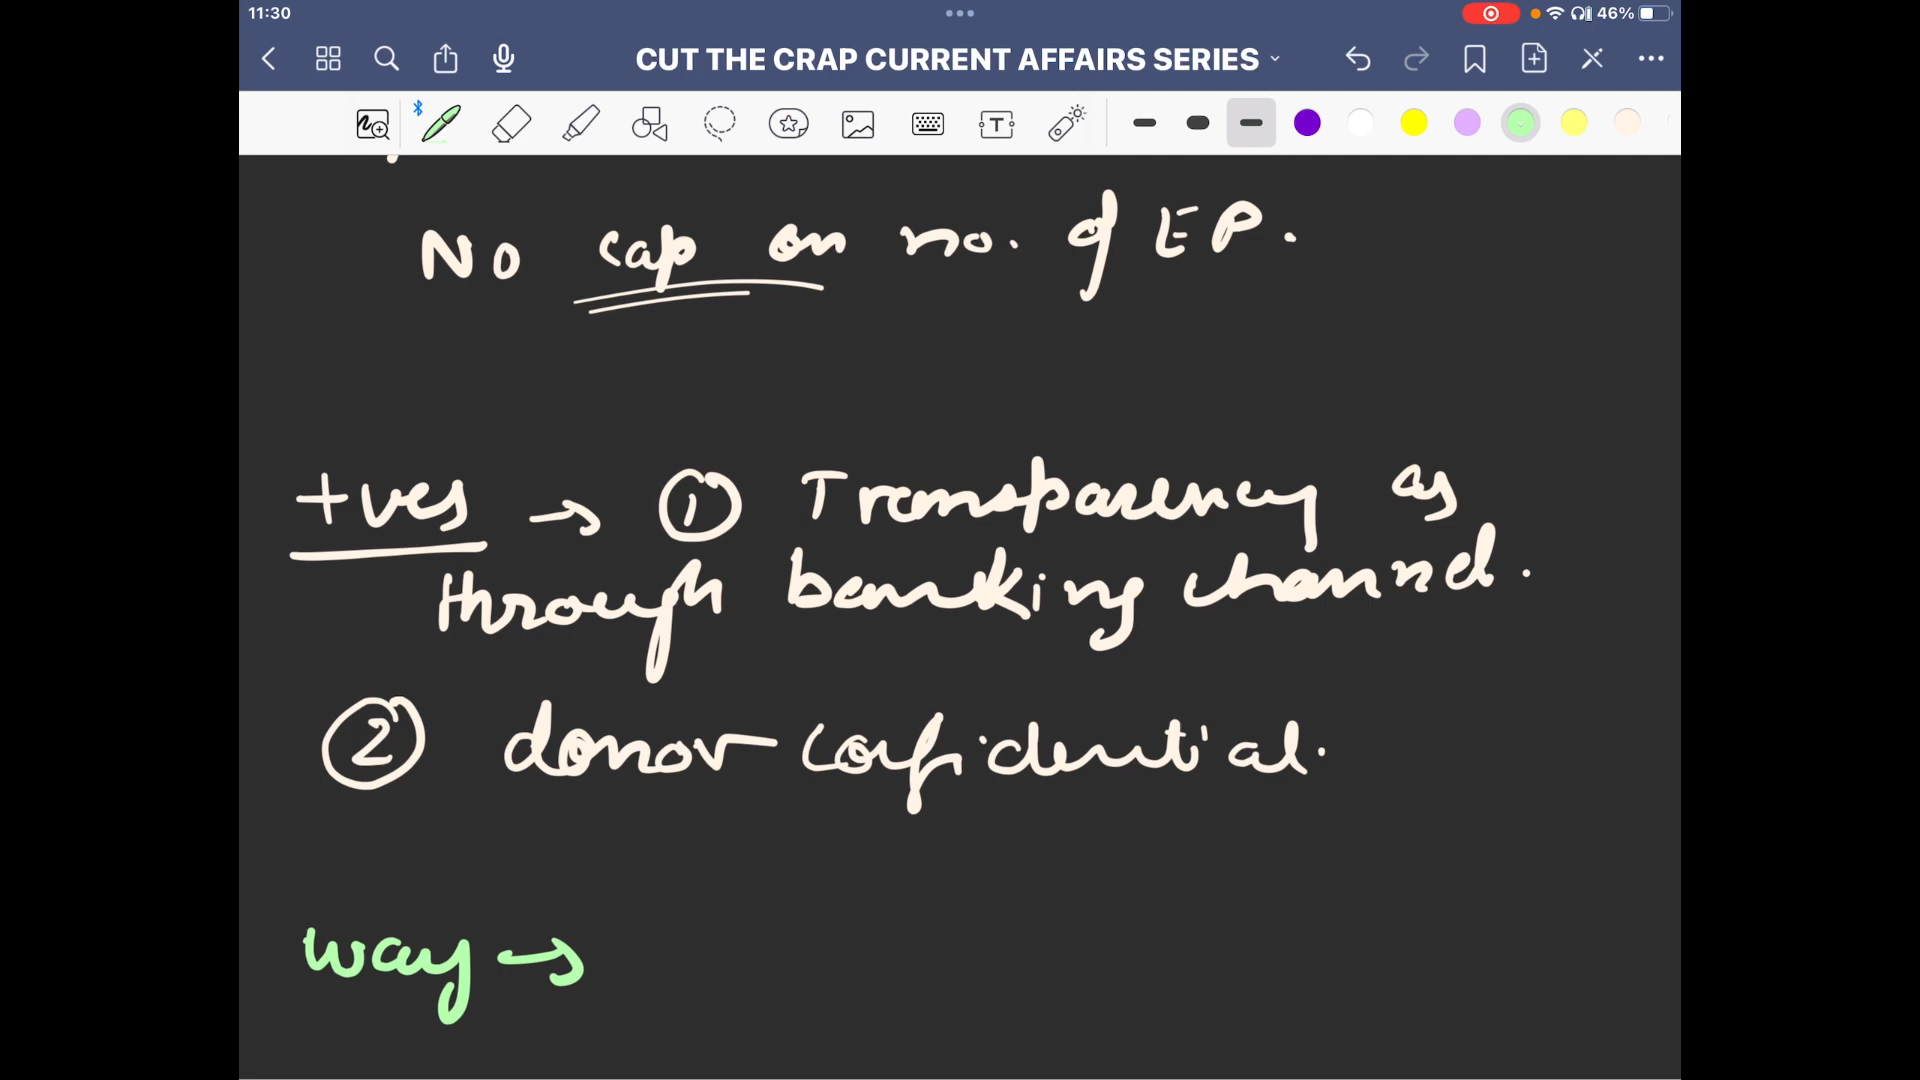 11:30
46%
CUT THE CRAP CURRENT AFFAIRS SERIES
No cap on no. of EP.
+ves → ① Transparency as
through banking channel.
② donor confidential.
way →